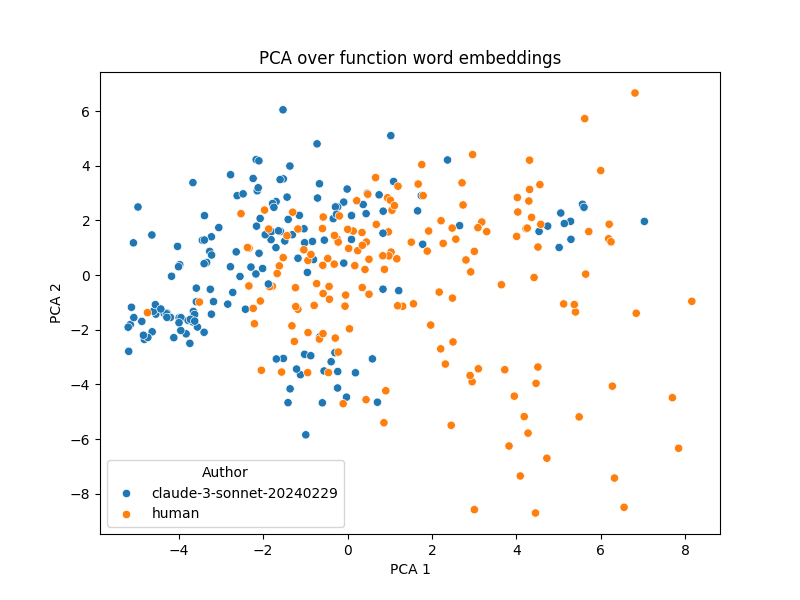 PCA over function word embeddings
6
4
2
0
−2
−4
−6
−8
PCA 2
Author
claude-3-sonnet-20240229
human
−4 −2 0 2 4 6 8
PCA 1